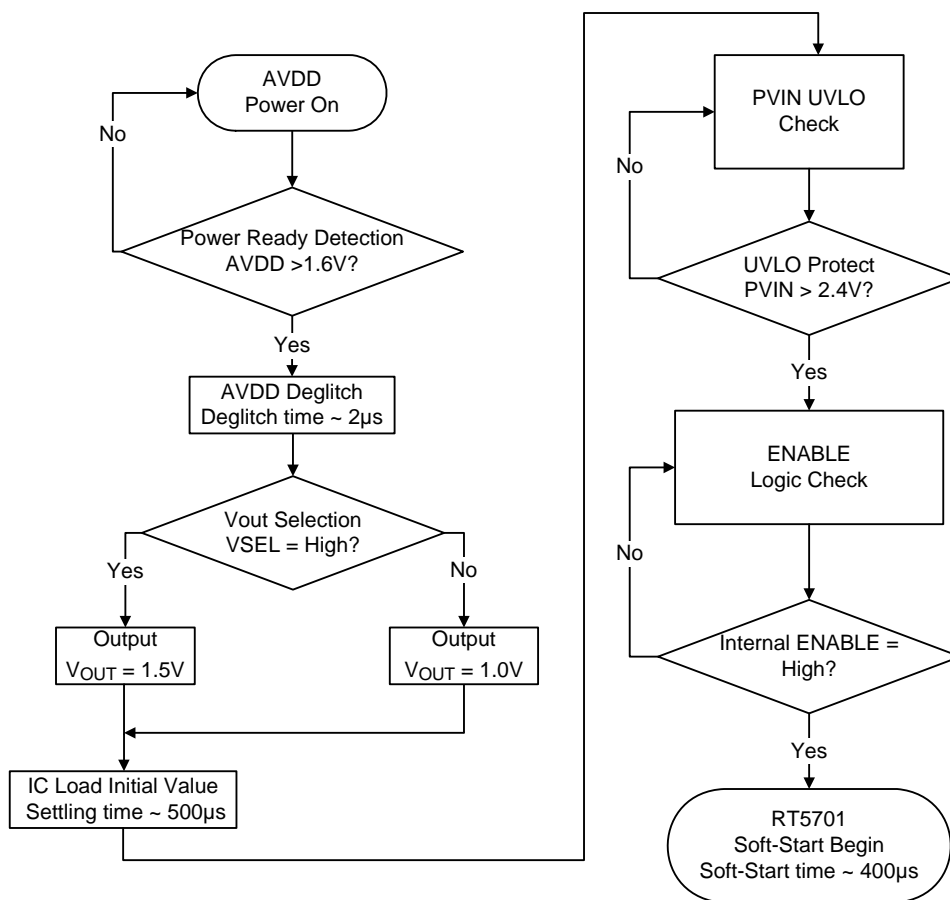 AVDD
Power On
No
Power Ready Detection
AVDD >1.6V?
Yes
AVDD Deglitch
Deglitch time ~ 2µs
Vout Selection
VSEL = High?
Yes
No
Output
VOUT = 1.5V
Output
VOUT = 1.0V
IC Load Initial Value
Settling time ~ 500µs
PVIN UVLO
Check
No
UVLO Protect
PVIN > 2.4V?
Yes
ENABLE
Logic Check
No
Internal ENABLE =
High?
Yes
RT5701
Soft-Start Begin
Soft-Start time ~ 400µs